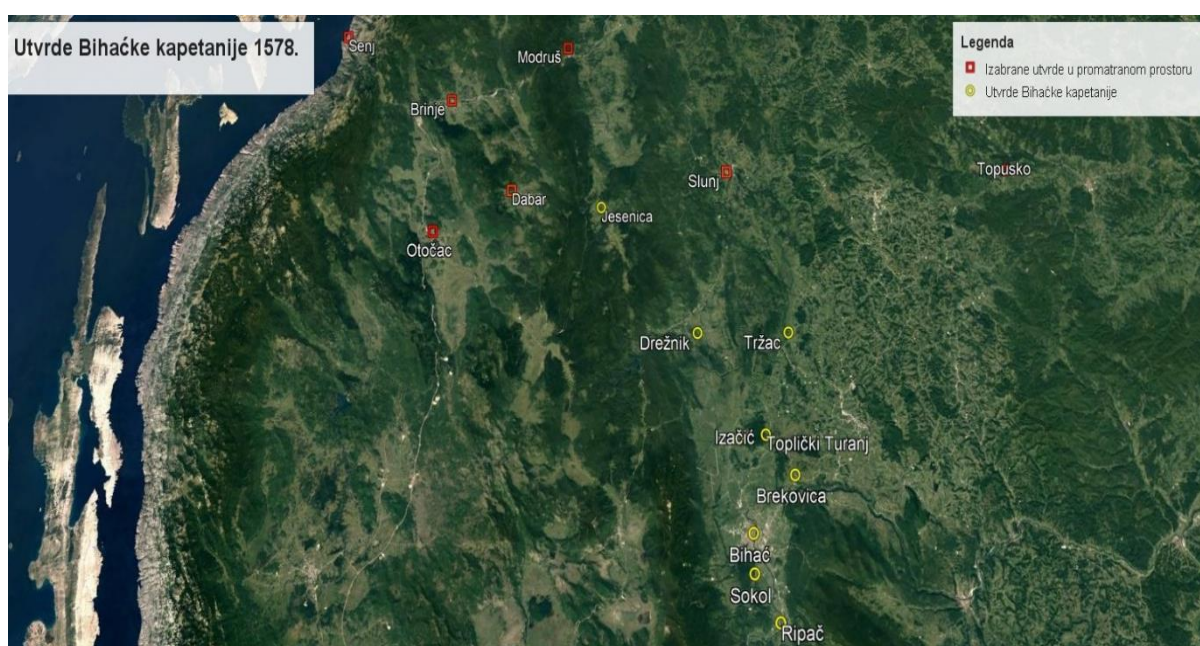 Utvrde Bihaćke kapetanije 1578.
Legenda
Izabrane utvrde u promatranom prostoru
Utvrde Bihaćke kapetanije
Senj
Modruš
Brinje
Slunj
Topusko
Dabar
Jesenica
Otočac
Drežnik
Tržac
Izačić
Toplički Turanj
Brekovica
Bihać
Sokol
Ripač